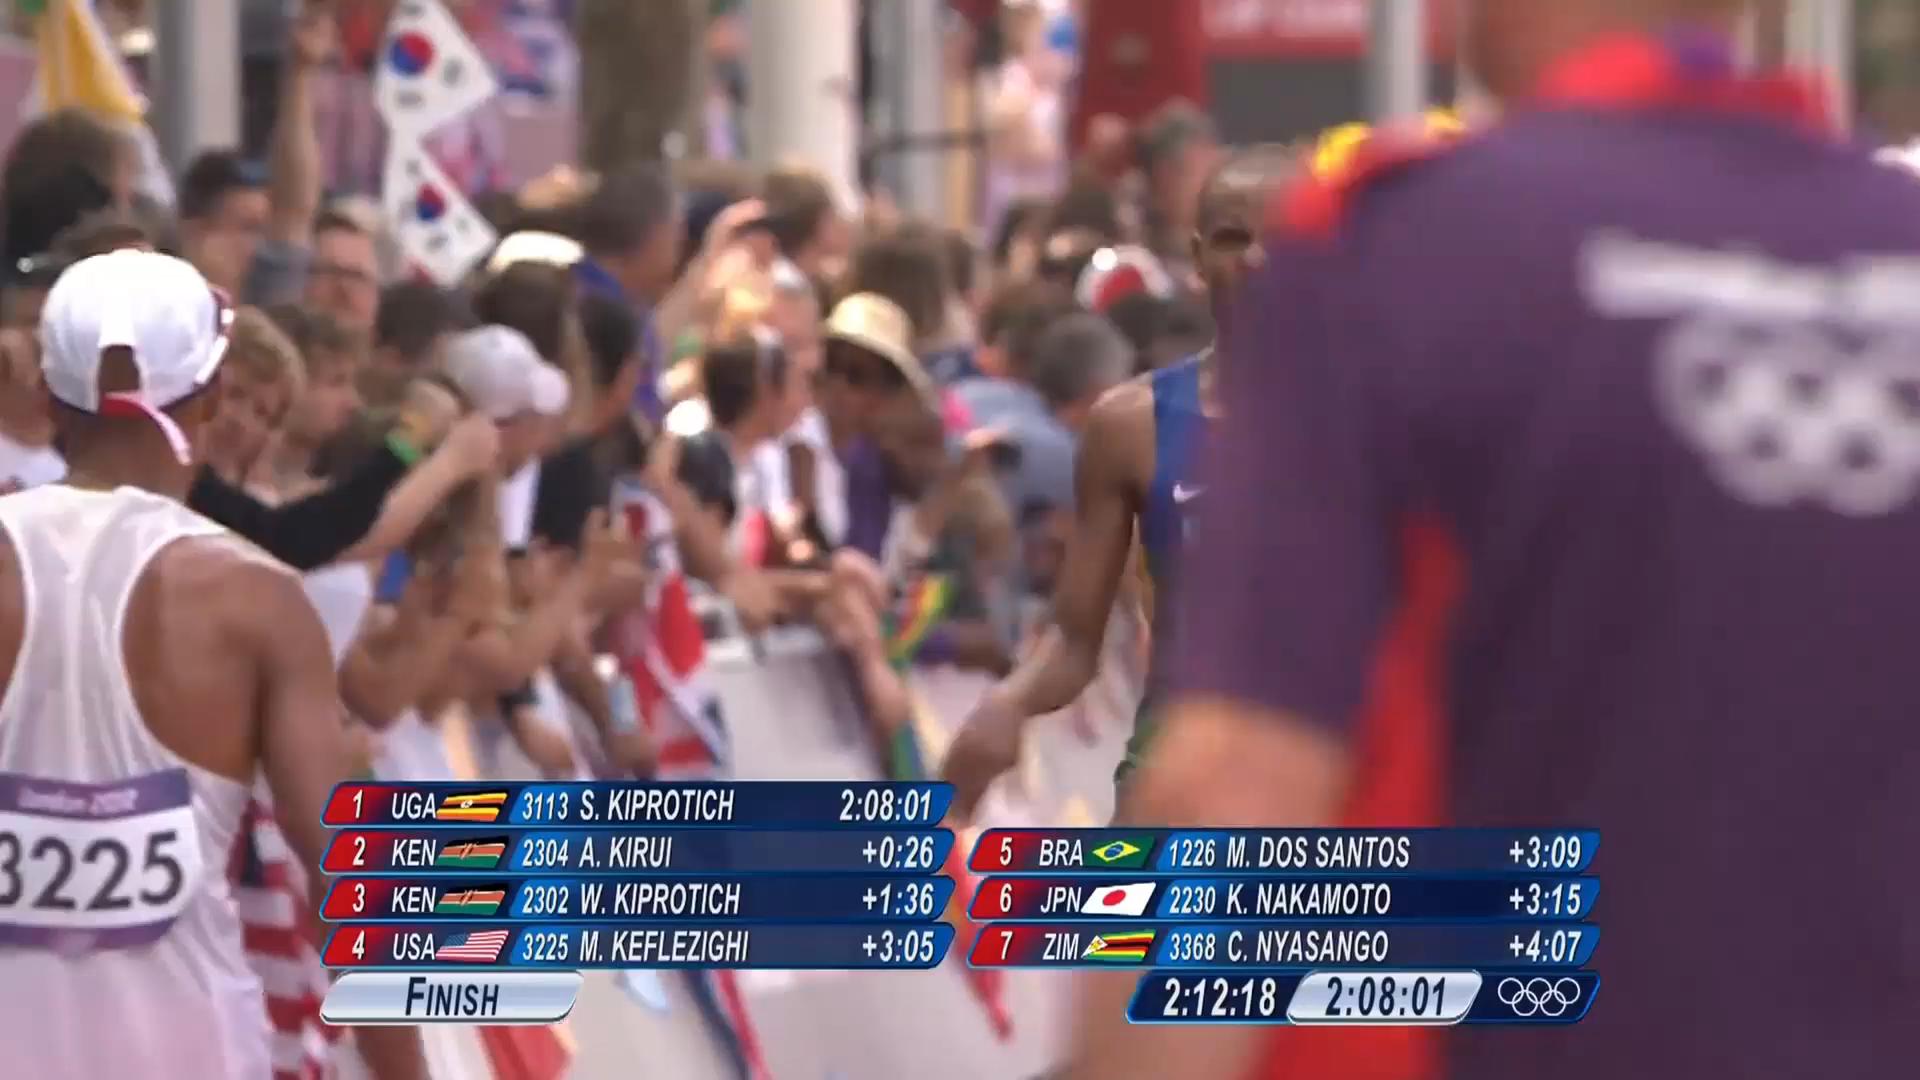 London 2012
3225
1 UGA 3113 S. KIPROTICH 2:08:01
2 KEN 2304 A. KIRUI +0:26
3 KEN 2302 W. KIPROTICH +1:36
4 USA 3225 M. KEFLEZIGHI +3:05
5 BRA 1226 M. DOS SANTOS +3:09
6 JPN 2230 K. NAKAMOTO +3:15
7 ZIM 3368 C. NYASANGO +4:07
FINISH
2:12:18 2:08:01